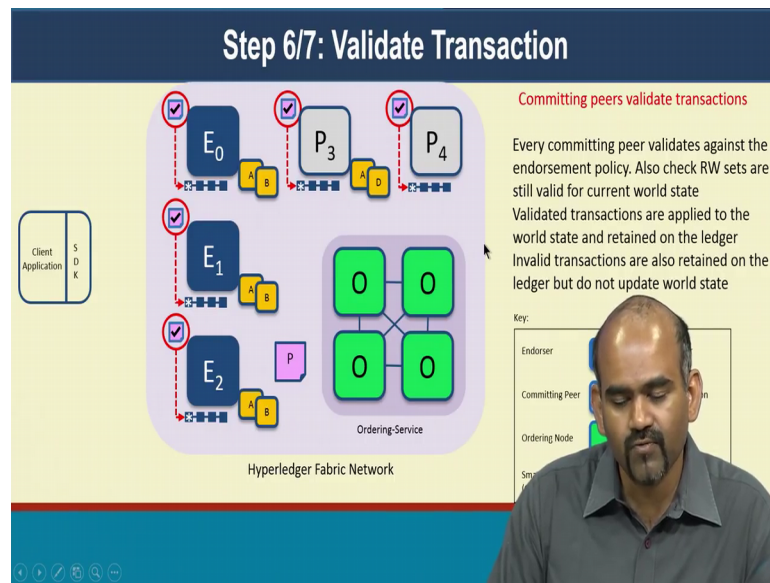 Step 6/7: Validate Transaction
Committing peers validate transactions
Every committing peer validates against the
endorsement policy. Also check RW sets are
still valid for current world state
Validated transactions are applied to the
world state and retained on the ledger
Invalid transactions are also retained on the
ledger but do not update world state
E0
A
B
P3
A
D
P4
Client
Application
S
D
K
E1
A
B
E2
A
B
P
O
O
O
O
Ordering-Service
Hyperledger Fabric Network
Key:
Endorser
Committing Peer
Ordering Node